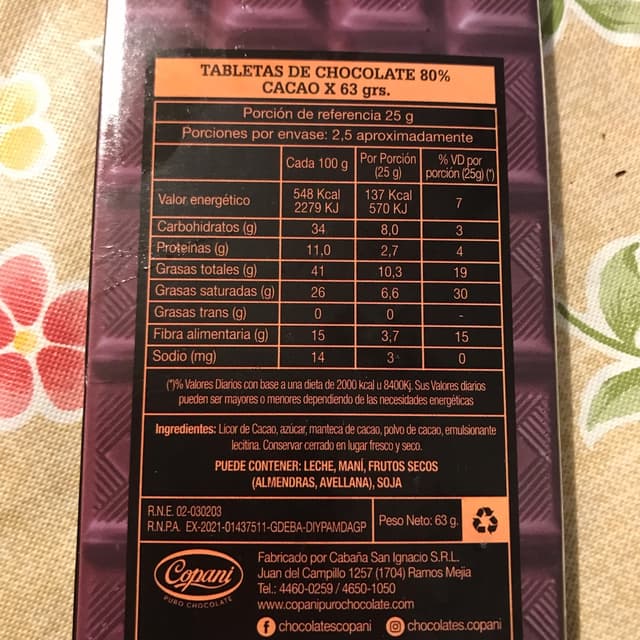 TABLETAS DE CHOCOLATE 80%
CACAO X 63 grs.
Porción de referencia 25 g
Porciones por envase: 2,5 aproximadamente
Cada 100 g Por Porción (25 g) % VD por porción (25g) (*)
Valor energético 548 Kcal 2279 KJ 137 Kcal 570 KJ 7
Carbohidratos (g) 34 8,0 3
Proteínas (g) 11,0 2,7 4
Grasas totales (g) 41 10,3 19
Grasas saturadas (g) 26 6,6 30
Grasas trans (g) 0 0 -
Fibra alimentaria (g) 15 3,7 15
Sodio (mg) 14 3 0
(*)% Valores Diarios con base a una dieta de 2000 kcal u 8400Kj. Sus Valores diarios
pueden ser mayores o menores dependiendo de las necesidades energéticas
Ingredientes: Licor de Cacao, azúcar, manteca de cacao, polvo de cacao, emulsionante
lecitina. Conservar cerrado en lugar fresco y seco.
PUEDE CONTENER: LECHE, MANÍ, FRUTOS SECOS
(ALMENDRAS, AVELLANA), SOJA
R.N.E. 02-030203
R.N.P.A. EX-2021-01437511-GDEBA-DIYPAMDAGP
Peso Neto: 63 g.
Copani
PURO CHOCOLATE
Fabricado por Cabaña San Ignacio S.R.L.
Juan del Campillo 1257 (1704) Ramos Mejia
Tel.: 4460-0259 / 4650-1050
www.copanipurochocolate.com
chocolatescopani chocolates.copani